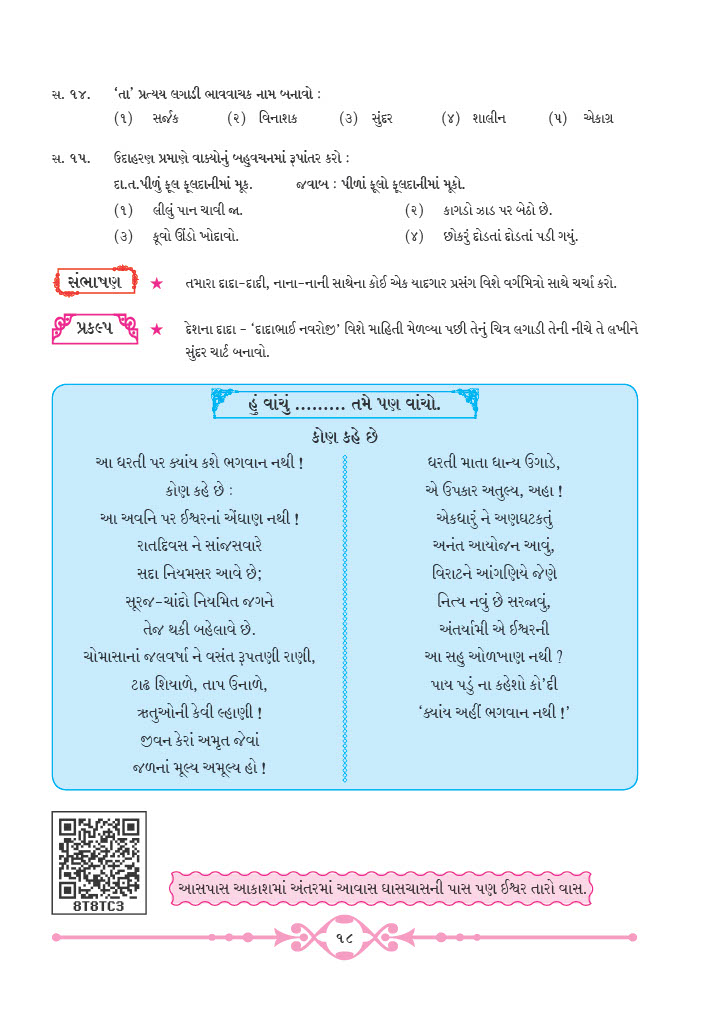 સ. ૧૪. ‘તા’ પ્રત્યય લગાડી ભાવવાચક નામ બનાવો :
(૧) સર્જક (૨) વિનાશક (૩) સુંદર (૪) શાલીન (૫) એકાગ્ર
સ. ૧૫. ઉદાહરણ પ્રમાણે વાક્યોનું બહુવચનમાં રૂપાંતર કરો :
દા.ત.પીળું ફૂલ ફૂલદાનીમાં મૂક. જવાબ : પીળાં ફૂલો ફૂલદાનીમાં મૂકો.
(૧) લીલું પાન ચાવી જા. (૨) કાગડો ઝાડ પર બેઠો છે.
(૩) કૂવો ઊંડો ખોદાવો. (૪) છોકરું દોડતાં દોડતાં પડી ગયું.
સંભાષણ ★ તમારા દાદા-દાદી, નાના-નાની સાથેના કોઈ એક યાદગાર પ્રસંગ વિશે વર્ગમિત્રો સાથે ચર્ચા કરો.
પ્રકલ્પ ★ દેશના દાદા - ‘દાદાભાઈ નવરોજી’ વિશે માહિતી મેળવ્યા પછી તેનું ચિત્ર લગાડી તેની નીચે તે લખીને
સુંદર ચાર્ટ બનાવો.
હું વાંચું ......... તમે પણ વાંચો.
કોણ કહે છે
આ ધરતી પર ક્યાંય કશે ભગવાન નથી !
કોણ કહે છે :
આ અવનિ પર ઈશ્વરનાં એંધાણ નથી !
રાતદિવસ ને સાંજસવારે
સદા નિયમસર આવે છે;
સૂરજ-ચાંદો નિયમિત જગને
તેજ થકી બહેલાવે છે.
ચોમાસાનાં જલવર્ષા ને વસંત રૂપતણી રાણી,
ટાઢ શિયાળે, તાપ ઉનાળે,
ઋતુઓની કેવી લ્હાણી !
જીવન કેરાં અમૃત જેવાં
જળનાં મૂલ્ય અમૂલ્ય હો !
ધરતી માતા ધાન્ય ઉગાડે,
એ ઉપકાર અતુલ્ય, અહા !
એકધારું ને અણઘટકતું
અનંત આયોજન આવું,
વિરાટને આંગણિયે જેણે
નિત્ય નવું છે સરજાવું,
અંતર્યામી એ ઈશ્વરની
આ સહુ ઓળખાણ નથી ?
પાય પડું ના કહેશો કો’દી
‘ક્યાંય અહીં ભગવાન નથી !’
8T8TC3
આસપાસ આકાશમાં અંતરમાં આવાસ ઘાસચાસની પાસ પણ ઈશ્વર તારો વાસ.
૧૮